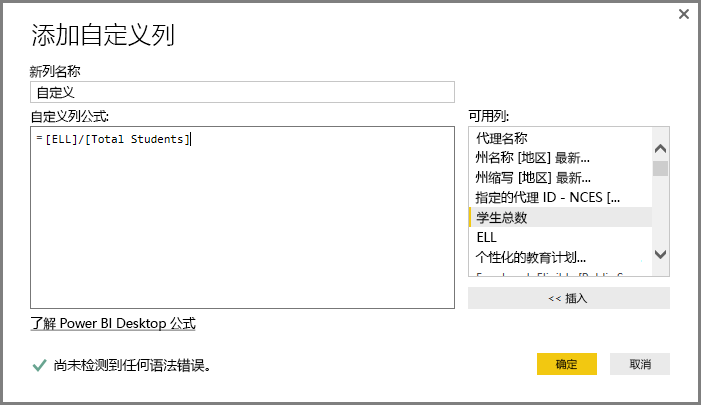 添加自定义列
新列名称
自定义
自定义列公式:
= [ELL]/[Total Students]
可用列:
代理名称
州名称 [地区] 最新...
州缩写 [地区] 最新...
指定的代理 ID - NCES [...
学生总数
ELL
个性化的教育计划...
<< 插入
了解 Power BI Desktop 公式
尚未检测到任何语法错误。
确定
取消